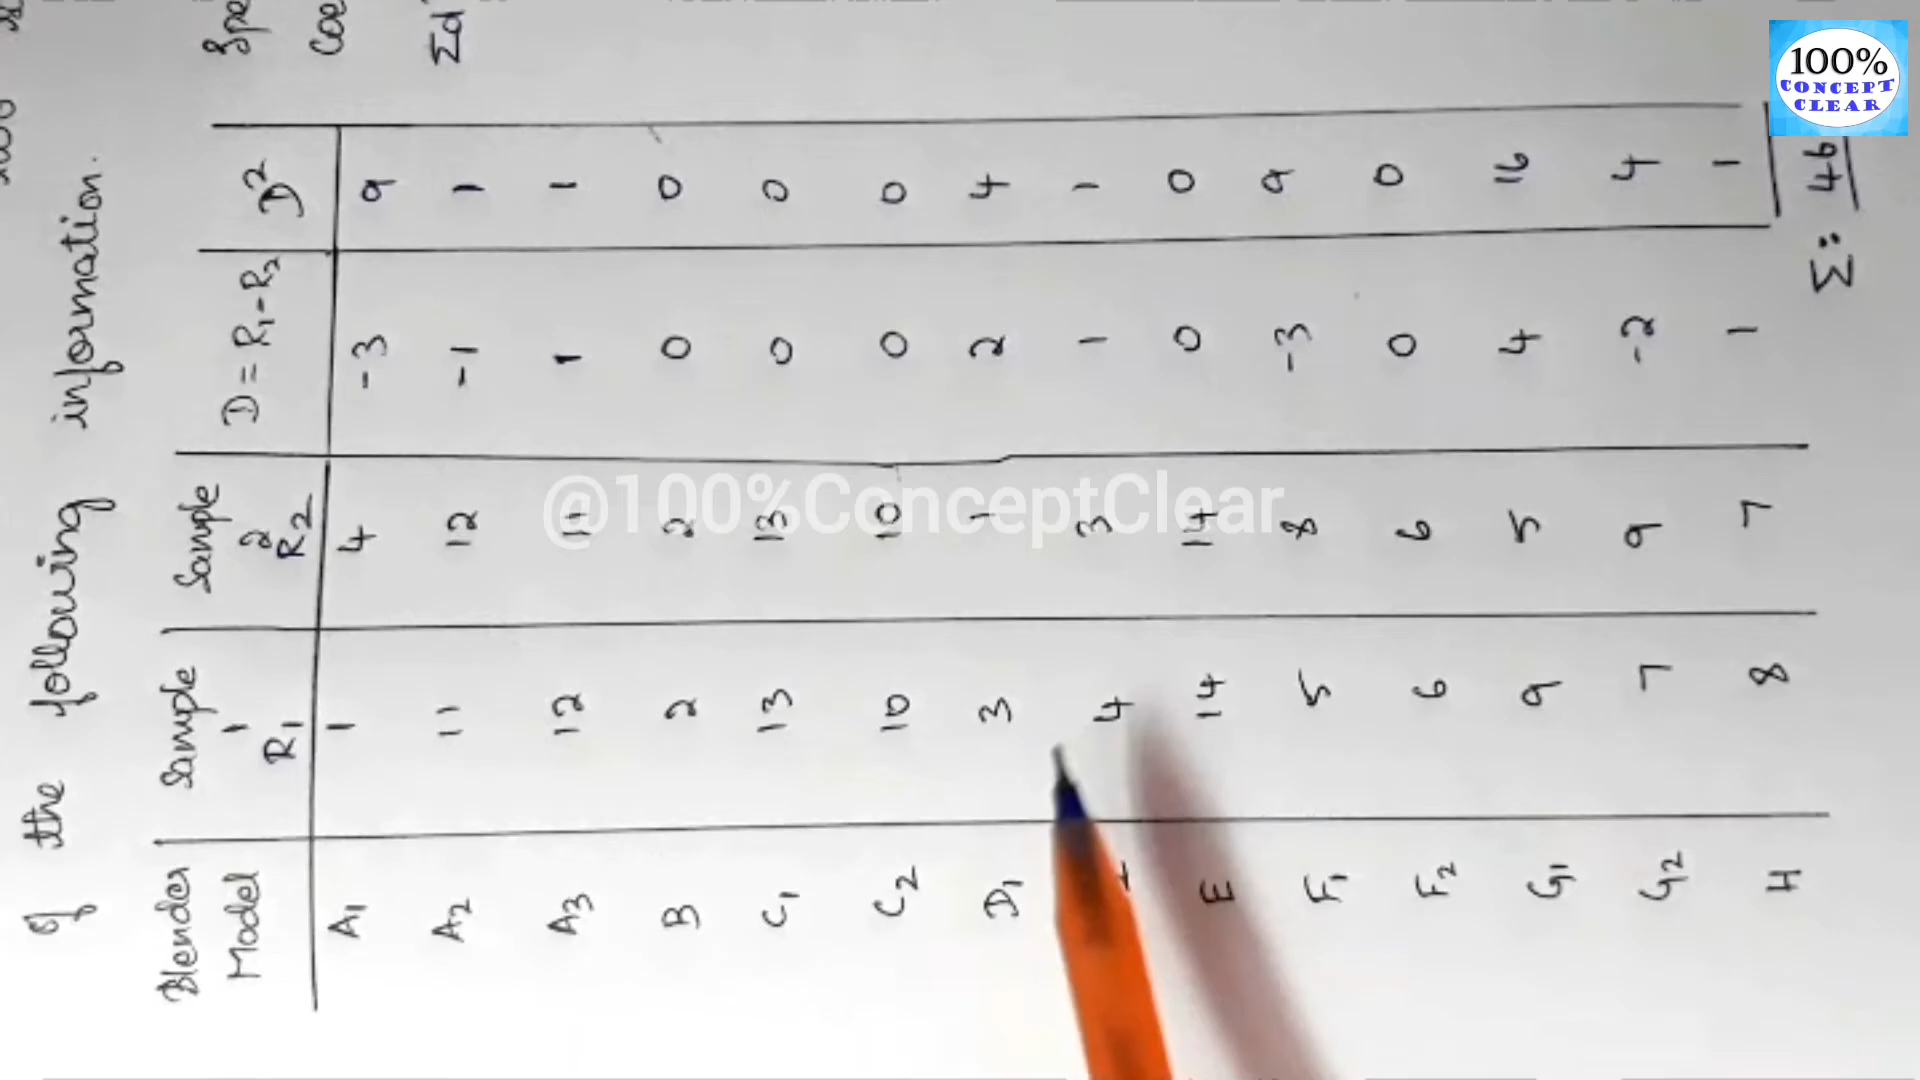 of the following information.
Blender Model | Sample 1 R₁ | Sample 2 R₂ | D = R₁-R₂ | D²
A₁ | 1 | 4 | -3 | 9
A₂ | 11 | 12 | -1 | 1
A₃ | 12 | 11 | 1 | 1
B | 2 | 2 | 0 | 0
C₁ | 13 | 13 | 0 | 0
C₂ | 10 | 10 | 0 | 0
D₁ | 3 | 1 | 2 | 4
4 | 3 | 1 | 1
E | 14 | 14 | 0 | 0
F₁ | 5 | 8 | -3 | 9
F₂ | 6 | 6 | 0 | 0
G₁ | 9 | 5 | 4 | 16
G₂ | 7 | 9 | -2 | 4
H | 8 | 7 | 1 | 1
Σ : 46
Spe
Coe
Σd
@100%ConceptClear
100%
CONCEPT
CLEAR